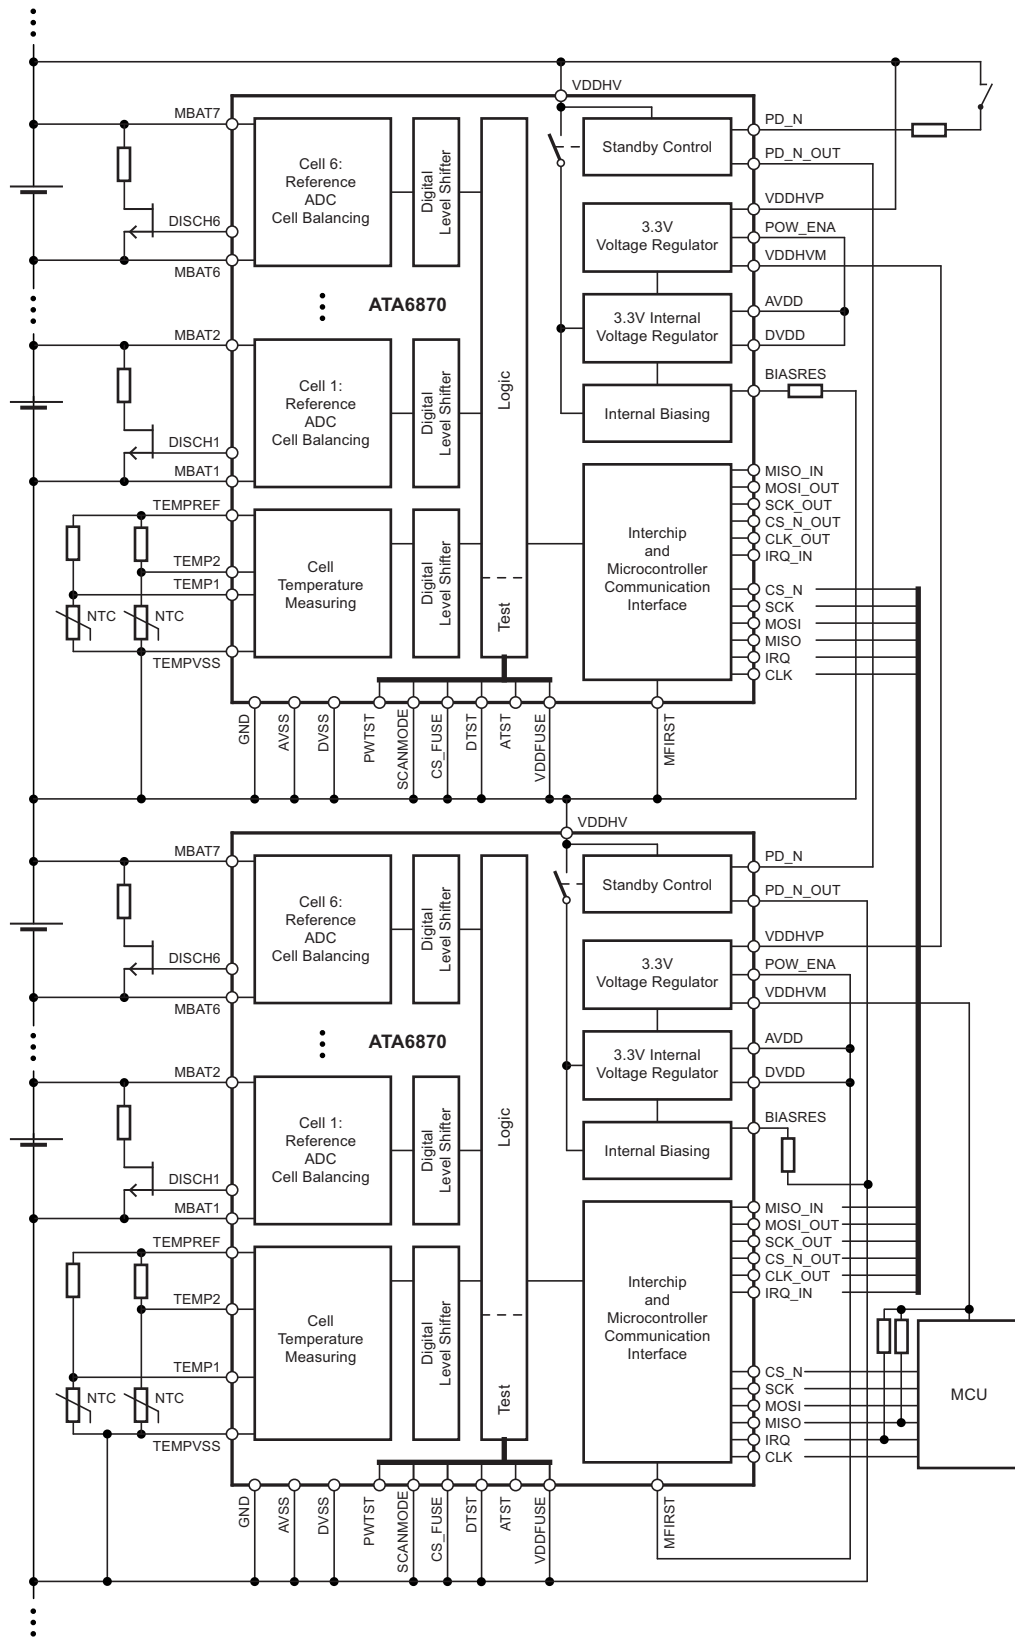 VDDHV
MBAT7
Cell 6:
Reference
ADC
Cell Balancing
Digital
Level Shifter
Standby Control
PD_N
PD_N_OUT
DISCH6
MBAT6
3.3V
Voltage Regulator
VDDHVP
POW_ENA
VDDHVM
ATA6870
Logic
3.3V Internal
Voltage Regulator
AVDD
DVDD
MBAT2
Cell 1:
Reference
ADC
Cell Balancing
Digital
Level Shifter
Internal Biasing
BIASRES
DISCH1
MBAT1
TEMPREF
TEMP2
TEMP1
NTC
NTC
TEMPVSS
Cell
Temperature
Measuring
Digital
Level Shifter
Test
Interchip
and
Microcontroller
Communication
Interface
MISO_IN
MOSI_OUT
SCK_OUT
CS_N_OUT
CLK_OUT
IRQ_IN
CS_N
SCK
MOSI
MISO
IRQ
CLK
GND
AVSS
DVSS
PWTST
SCANMODE
CS_FUSE
DTST
ATST
VDDFUSE
MFIRST
VDDHV
MBAT7
Cell 6:
Reference
ADC
Cell Balancing
Digital
Level Shifter
Standby Control
PD_N
PD_N_OUT
DISCH6
MBAT6
3.3V
Voltage Regulator
VDDHVP
POW_ENA
VDDHVM
ATA6870
Logic
3.3V Internal
Voltage Regulator
AVDD
DVDD
MBAT2
Cell 1:
Reference
ADC
Cell Balancing
Digital
Level Shifter
Internal Biasing
BIASRES
DISCH1
MBAT1
TEMPREF
TEMP2
TEMP1
NTC
NTC
TEMPVSS
Cell
Temperature
Measuring
Digital
Level Shifter
Test
Interchip
and
Microcontroller
Communication
Interface
MISO_IN
MOSI_OUT
SCK_OUT
CS_N_OUT
CLK_OUT
IRQ_IN
CS_N
SCK
MOSI
MISO
IRQ
CLK
MCU
GND
AVSS
DVSS
PWTST
SCANMODE
CS_FUSE
DTST
ATST
VDDFUSE
MFIRST